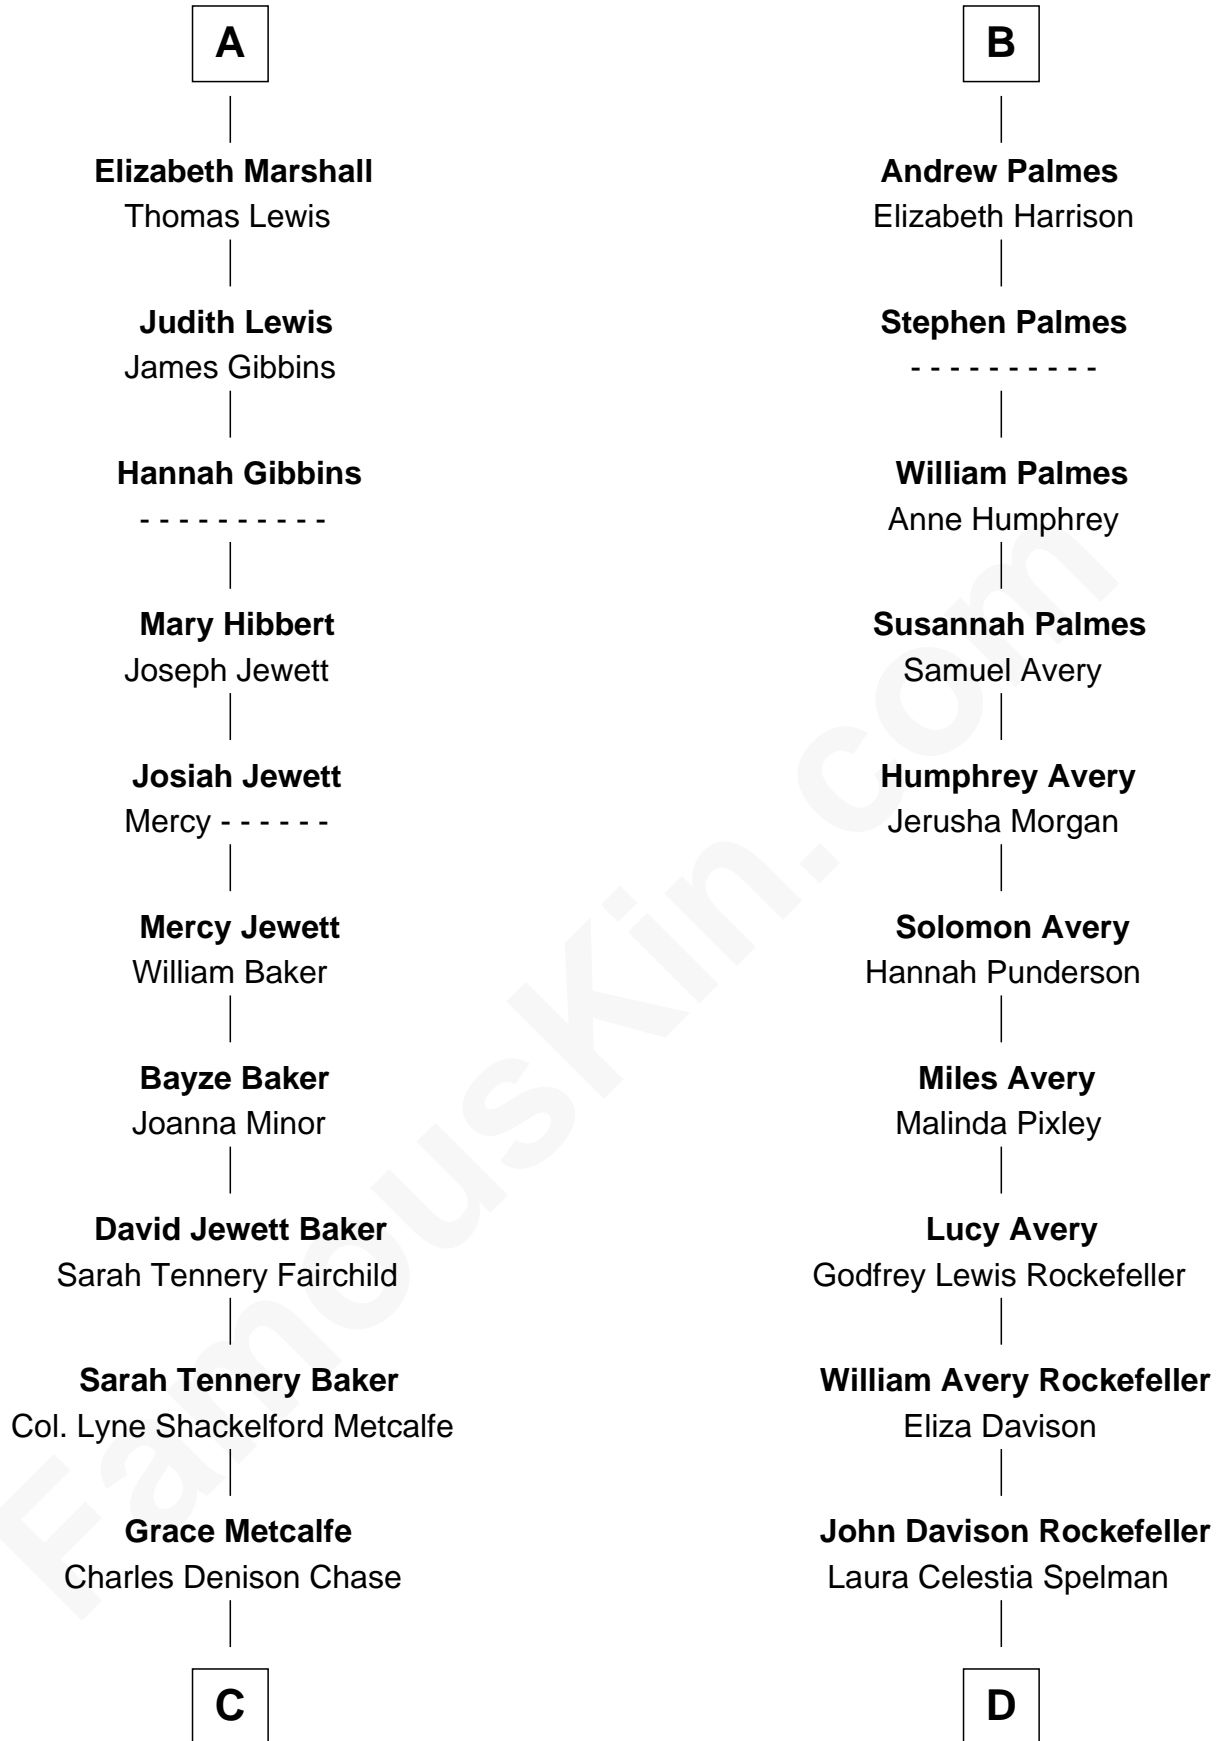 A
Elizabeth Marshall
Thomas Lewis
Judith Lewis
James Gibbins
Hannah Gibbins
- - - - - - - - - -
Mary Hibbert
Joseph Jewett
Josiah Jewett
Mercy - - - - - -
Mercy Jewett
William Baker
Bayze Baker
Joanna Minor
David Jewett Baker
Sarah Tennery Fairchild
Sarah Tennery Baker
Col. Lyne Shackelford Metcalfe
Grace Metcalfe
Charles Denison Chase
C
B
Andrew Palmes
Elizabeth Harrison
Stephen Palmes
- - - - - - - - - -
William Palmes
Anne Humphrey
Susannah Palmes
Samuel Avery
Humphrey Avery
Jerusha Morgan
Solomon Avery
Hannah Punderson
Miles Avery
Malinda Pixley
Lucy Avery
Godfrey Lewis Rockefeller
William Avery Rockefeller
Eliza Davison
John Davison Rockefeller
Laura Celestia Spelman
D
FamousKin.com